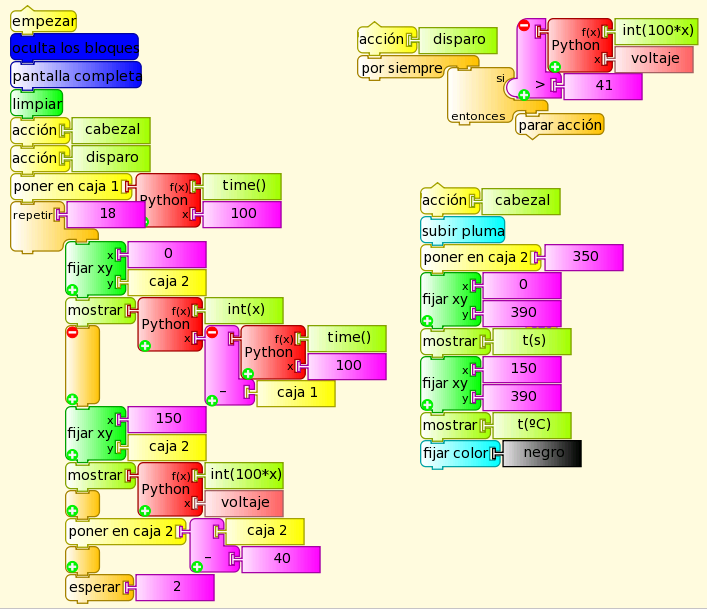 empezar
oculta los bloques
pantalla completa
limpiar
acción cabezal
acción disparo
poner en caja 1 Python f(x) time()
x 100
repetir 18
fijar xy x 0
y caja 2
mostrar Python f(x) int(x)
x Python f(x) time()
x 100
– caja 1
fijar xy x 150
y caja 2
mostrar Python f(x) int(100*x)
x voltaje
poner en caja 2 caja 2
– 40
esperar 2
acción disparo
por siempre
si Python f(x) int(100*x)
x voltaje
> 41
entonces
parar acción
acción cabezal
subir pluma
poner en caja 2 350
fijar xy x 0
y 390
mostrar t(s)
fijar xy x 150
y 390
mostrar t(ºC)
fijar color negro